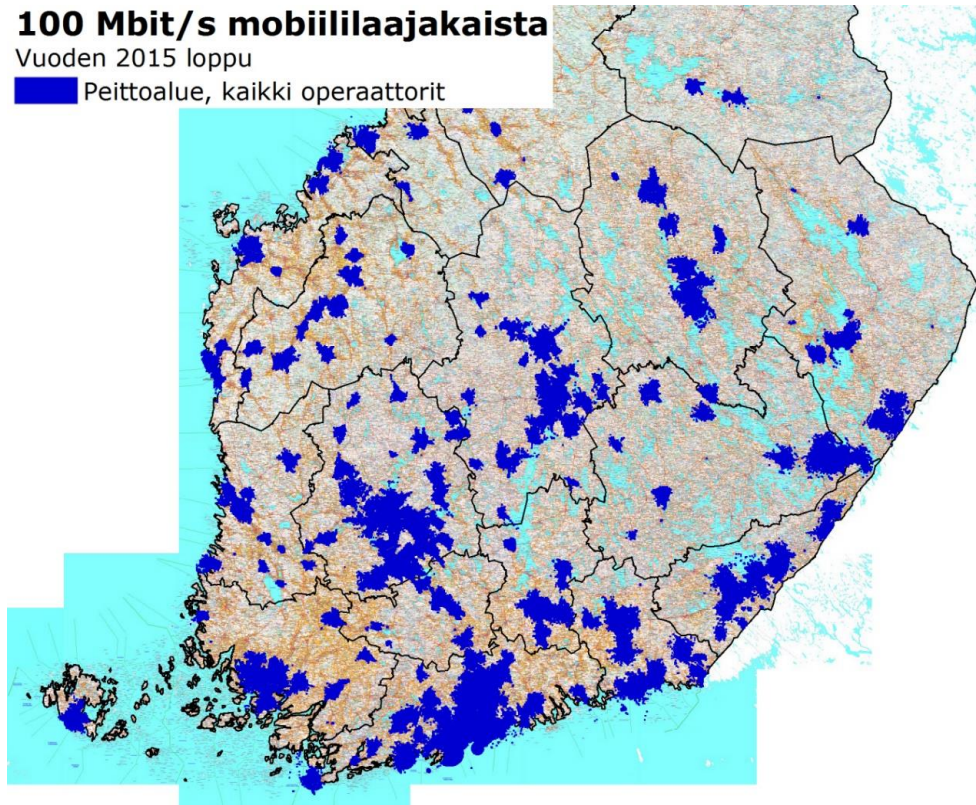 100 Mbit/s mobiililaajakaista
Vuoden 2015 loppu
Peittoalue, kaikki operaattorit